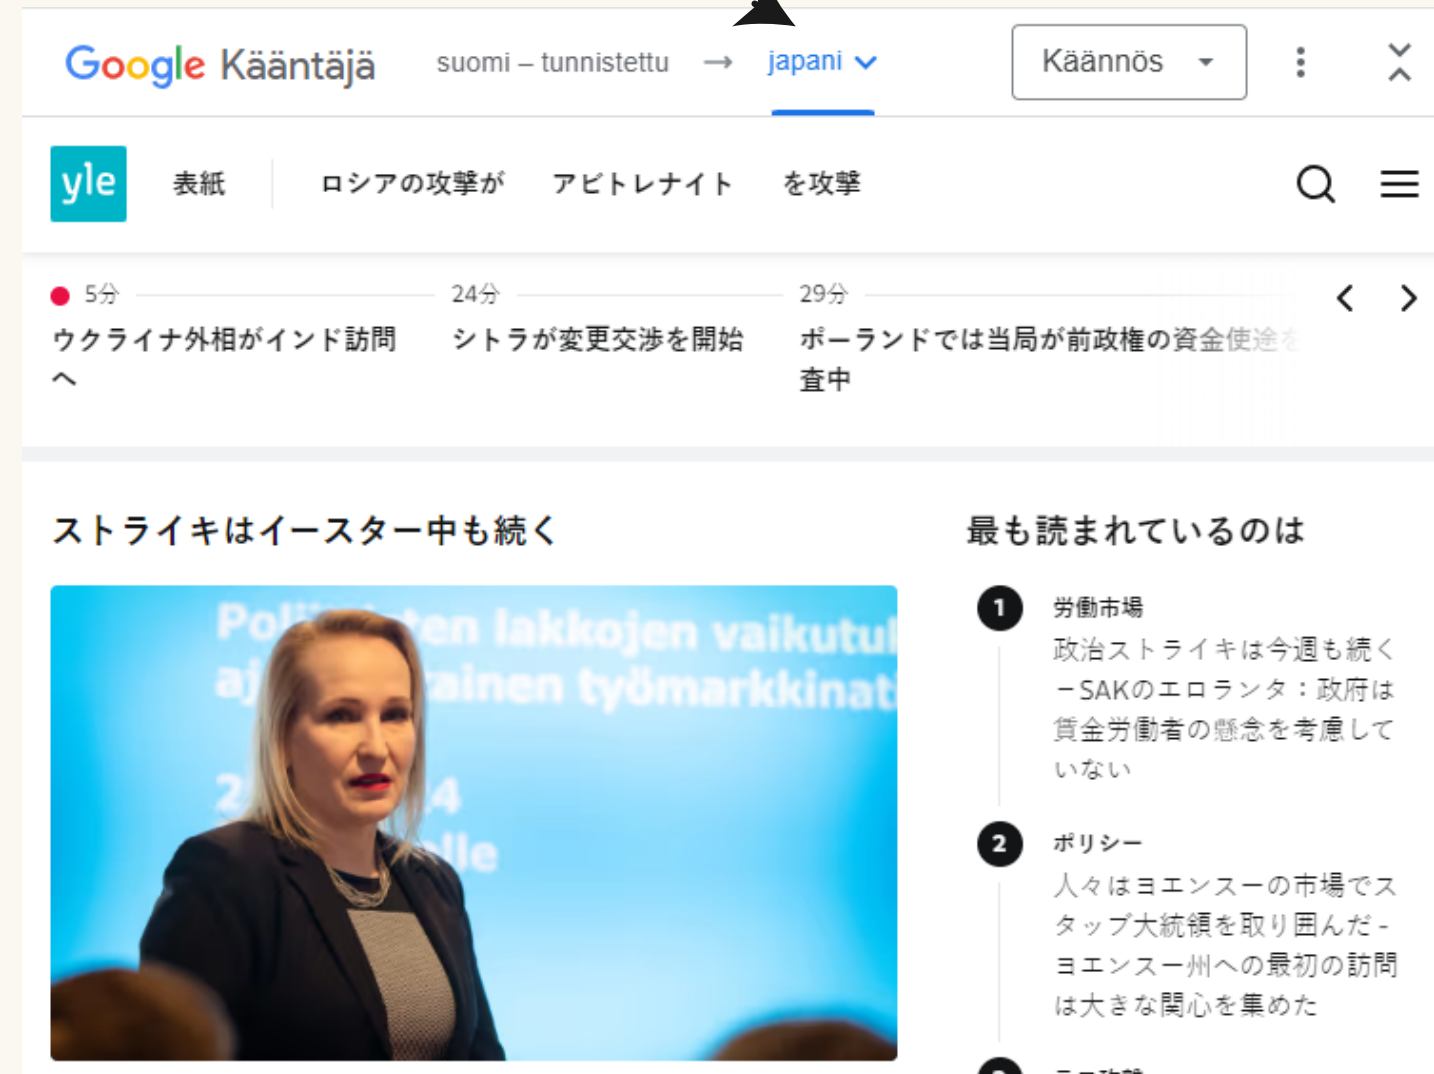 Google Kääntäjä
suomi – tunnistettu → japani
Käännös
yle
表紙
ロシアの攻撃が
アビトレナイト
を攻撃
5分
ウクライナ外相がインド訪問
へ
24分
シトラが変更交渉を開始
29分
ポーランドでは当局が前政権の資金使途を
査中
ストライキはイースター中も続く
lakkojen
työmarkkinat
最も読まれているのは
1
労働市場
政治ストライキは今週も続く
– SAKのエロランタ：政府は
賃金労働者の懸念を考慮して
いない
2
ポリシー
人々はヨエンスーの市場でス
タッブ大統領を取り囲んだ -
ヨエンスー州への最初の訪問
は大きな関心を集めた